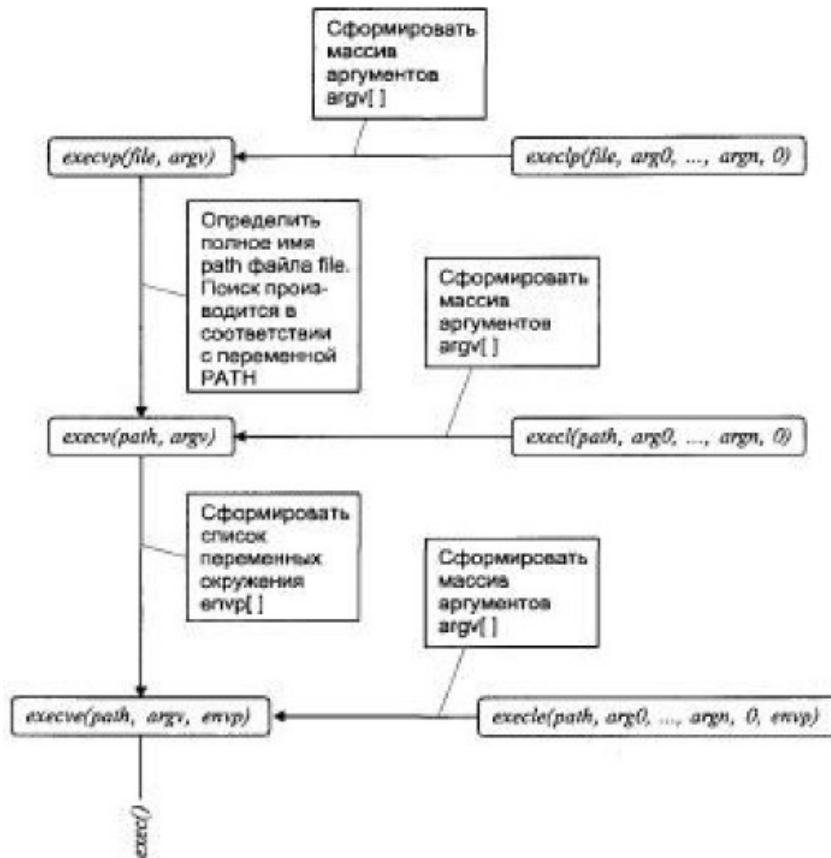 Сформировать
массив
аргументов
argv[ ]
execvp(file, argv)
execlp(file, arg0, ..., argn, 0)
Определить
полное имя
path файла file.
Поиск произ-
водится в
соответствии
с переменной
PATH
Сформировать
массив
аргументов
argv[ ]
execv(path, argv)
execl(path, arg0, ..., argn, 0)
Сформировать
список
переменных
окружения
envp[ ]
Сформировать
массив
аргументов
argv[ ]
execve(path, argv, envp)
execle(path, arg0, ..., argn, 0, envp)
exec()